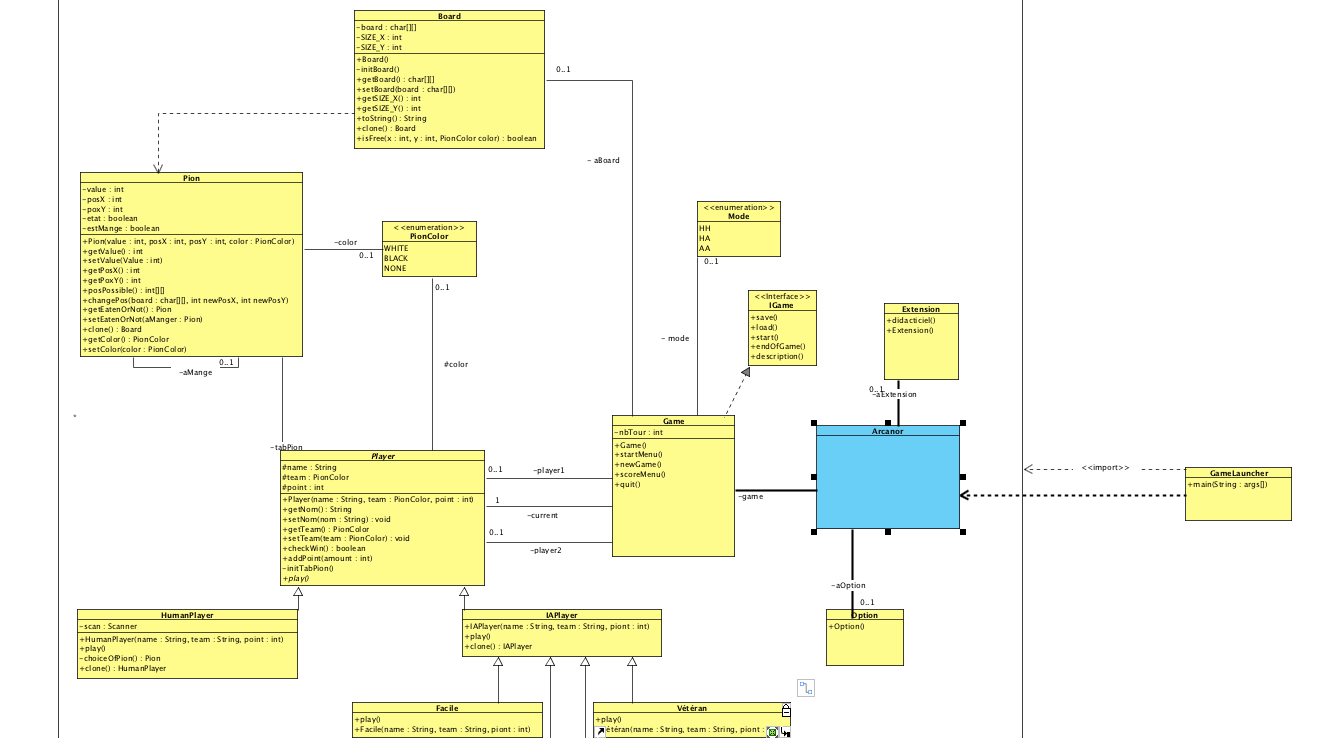 Board
-board : char[][]
-SIZE_X : int
-SIZE_Y : int
+Board()
-initBoard()
+getBoard() : char[][]
+setBoard(board : char[][])
+getSIZE_X() : int
+getSIZE_Y() : int
+toString() : String
+clone() : Board
+isFree(x : int, y : int, PionColor color) : boolean
0..1
- aBoard
Pion
-value : int
-posX : int
-poxY : int
-etat : boolean
-estMange : boolean
+Pion(value : int, posX : int, posY : int, color : PionColor)
+getValue() : int
+setValue(Value : int)
+getPosX() : int
+getPoxY() : int
+posPossible() : int[][]
+changePos(board : char[][], int newPosX, int newPosY)
+getEatenOrNot() : Pion
+setEatenOrNot(aManger : Pion)
+clone() : Board
+getColor() : PionColor
+setColor(color : PionColor)
0..1
-aMange
-color
0..1
<<enumeration>>
PionColor
WHITE
BLACK
NONE
0..1
#color
<<enumeration>>
Mode
HH
HA
AA
0..1
- mode
<<Interface>>
IGame
+save()
+load()
+start()
+endOfGame()
+description()
Extension
+didacticiel()
+Extension()
0..1
-aExtension
*
-tabPion
Player
#name : String
#team : PionColor
#point : int
+Player(name : String, team : PionColor, point : int)
+getNom() : String
+setNom(nom : String) : void
+getTeam() : PionColor
+setTeam(team : PionColor) : void
+checkWin() : boolean
+addPoint(amount : int)
-initTabPion()
+play()
0..1
-player1
1
-current
0..1
-player2
Game
-nbTour : int
+Game()
+startMenu()
+newGame()
+scoreMenu()
+quit()
-game
Arcanor
<<import>>
GameLauncher
+main(String : args[])
-aOption
0..1
Option
+Option()
HumanPlayer
-scan : Scanner
+HumanPlayer(name : String, team : String, piont : int)
+play()
-choiceOfPion() : Pion
+clone() : HumanPlayer
IAPlayer
+IAPlayer(name : String, team : String, piont : int)
+play()
+clone() : IAPlayer
Facile
+play()
+Facile(name : String, team : String, piont : int)
Vétéran
+play()
étéran(name : String, team : String, piont :